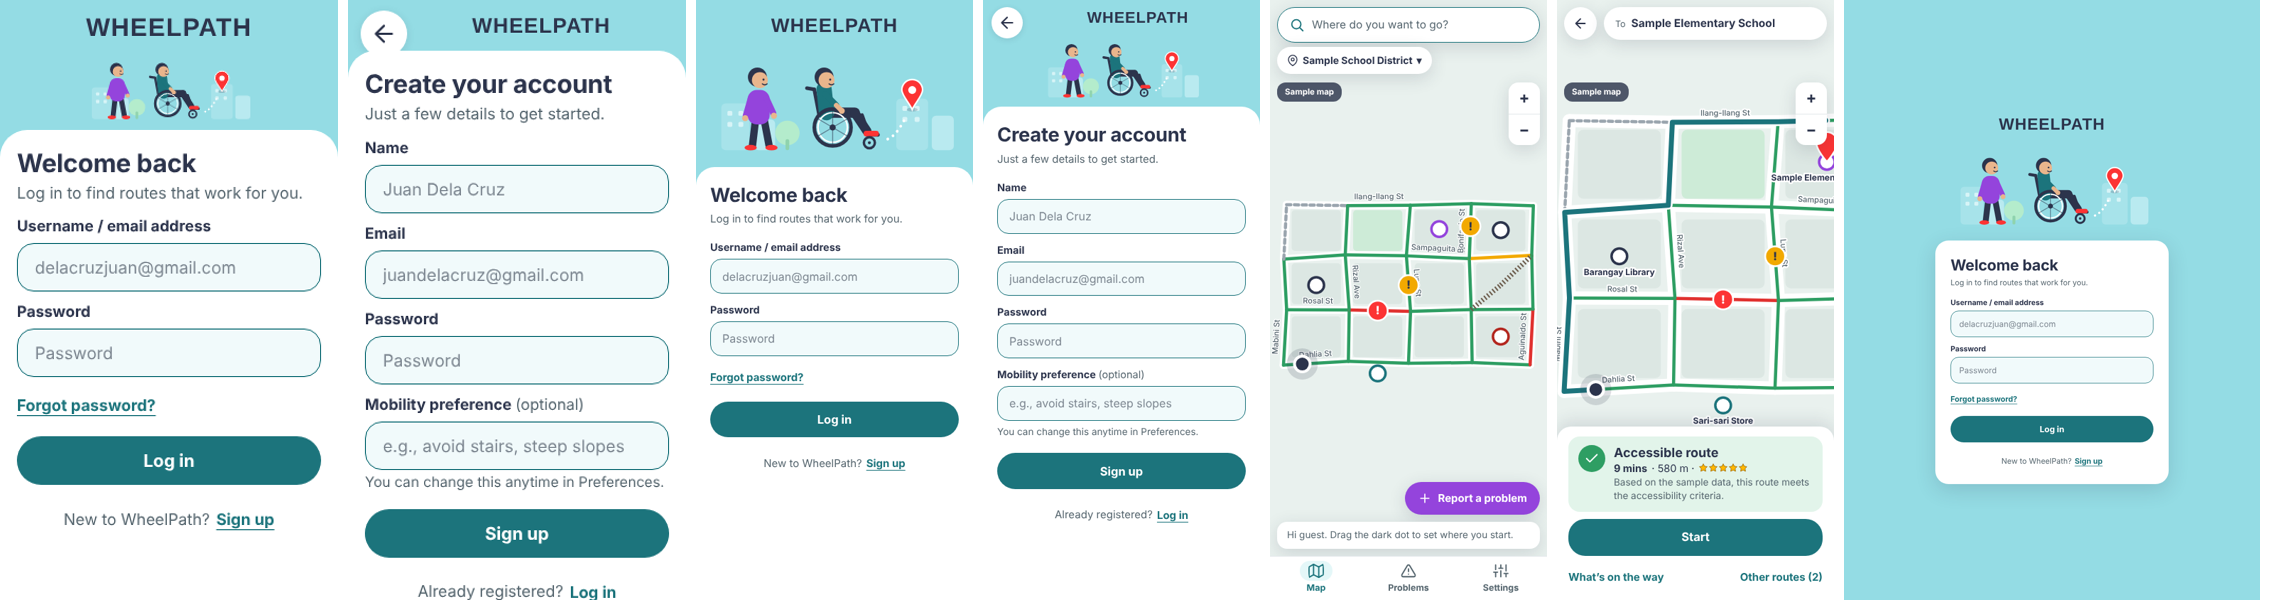 WHEELPATH
Welcome back
Log in to find routes that work for you.
Username / email address
delacruzjuan@gmail.com
Password
Password
Forgot password?
Log in
New to WheelPath? Sign up
WHEELPATH
Create your account
Just a few details to get started.
Name
Juan Dela Cruz
Email
juandelacruz@gmail.com
Password
Password
Mobility preference (optional)
e.g., avoid stairs, steep slopes
You can change this anytime in Preferences.
Sign up
Already registered? Log in
WHEELPATH
Welcome back
Log in to find routes that work for you.
Username / email address
delacruzjuan@gmail.com
Password
Password
Forgot password?
Log in
New to WheelPath? Sign up
WHEELPATH
Create your account
Just a few details to get started.
Name
Juan Dela Cruz
Email
juandelacruz@gmail.com
Password
Password
Mobility preference (optional)
e.g., avoid stairs, steep slopes
You can change this anytime in Preferences.
Sign up
Already registered? Log in
Where do you want to go?
Sample School District ▾
Sample map
+
−
Ilang-Ilang St
Sampaguita
!
Rizal Ave
!
Rosal St
!
Mabini St
Aguinaldo St
Dahlia St
+ Report a problem
Hi guest. Drag the dark dot to set where you start.
Map
Problems
Settings
To Sample Elementary School
Sample map
+
−
Ilang-Ilang St
Sample Elemen
Sampagu
Rizal Ave
!
Barangay Library
Rosal St
!
Dahlia St
Sari-sari Store
Accessible route
9 mins · 580 m · ★★★★★
Based on the sample data, this route meets
the accessibility criteria.
Start
What's on the way
Other routes (2)
WHEELPATH
Welcome back
Log in to find routes that work for you.
Username / email address
delacruzjuan@gmail.com
Password
Password
Forgot password?
Log in
New to WheelPath? Sign up